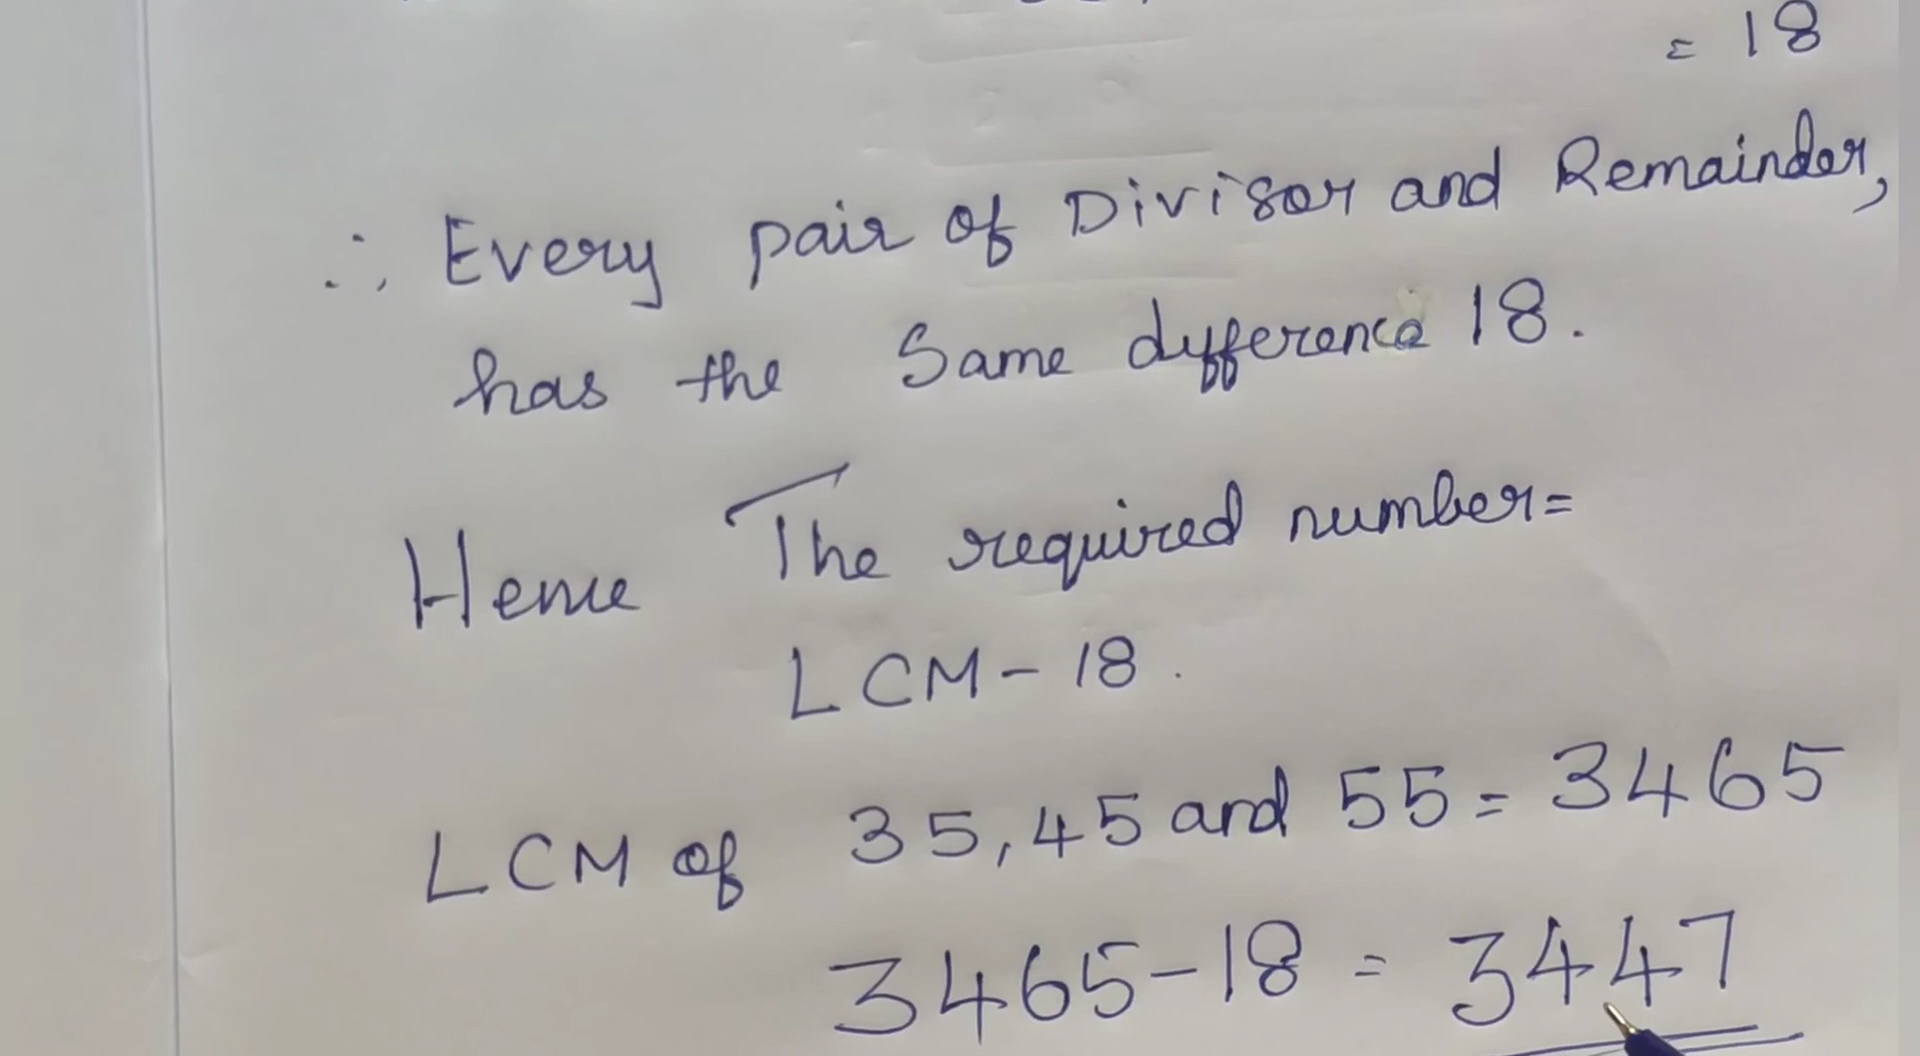 = 18
∴ Every pair of Divisor and Remainder,
has the Same difference 18.
Hence The required number=
LCM - 18.
LCM of 35,45 and 55 = 3465
3465-18 = 3447